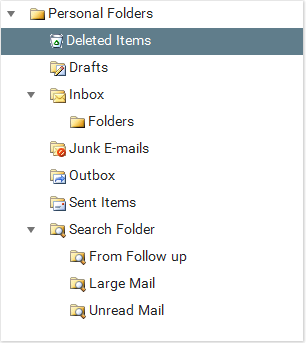 Personal Folders
Deleted Items
Drafts
Inbox
Folders
Junk E-mails
Outbox
Sent Items
Search Folder
From Follow up
Large Mail
Unread Mail